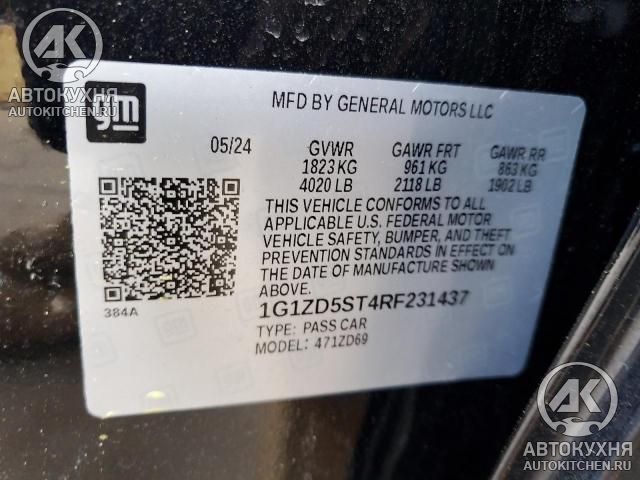 AK
АВТОКУХНЯ
AUTOKITCHEN.RU
gm
MFD BY GENERAL MOTORS LLC
05/24 GVWR GAWR FRT GAWR RR
1823 KG 961 KG 863 KG
4020 LB 2118 LB 1902 LB
THIS VEHICLE CONFORMS TO ALL
APPLICABLE U.S. FEDERAL MOTOR
VEHICLE SAFETY, BUMPER, AND THEFT
PREVENTION STANDARDS IN EFFECT ON
THE DATE OF MANUFACTURE SHOWN
ABOVE.
384A
1G1ZD5ST4RF231437
TYPE: PASS CAR
MODEL: 471ZD69
AK
АВТОКУХНЯ
AUTOKITCHEN.RU